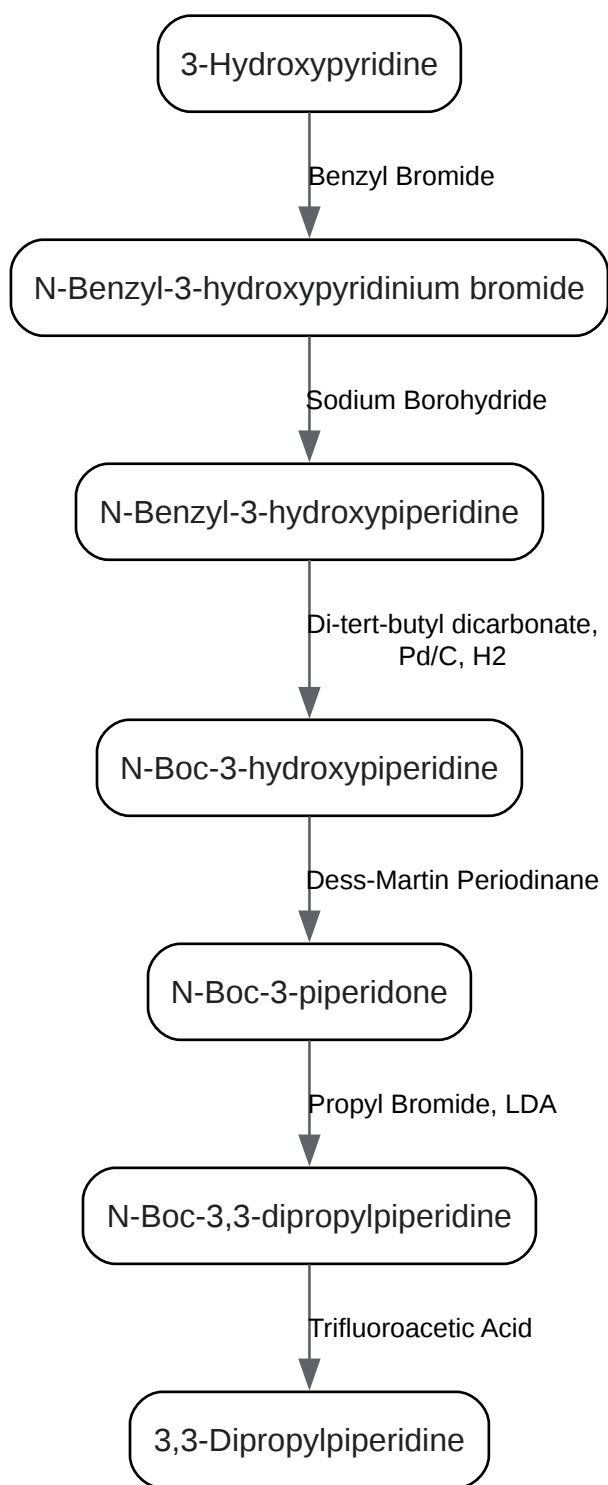 3-Hydroxypyridine
Benzyl Bromide
N-Benzyl-3-hydroxypyridinium bromide
Sodium Borohydride
N-Benzyl-3-hydroxypiperidine
Di-tert-butyl dicarbonate,
Pd/C, H2
N-Boc-3-hydroxypiperidine
Dess-Martin Periodinane
N-Boc-3-piperidone
Propyl Bromide, LDA
N-Boc-3,3-dipropylpiperidine
Trifluoroacetic Acid
3,3-Dipropylpiperidine